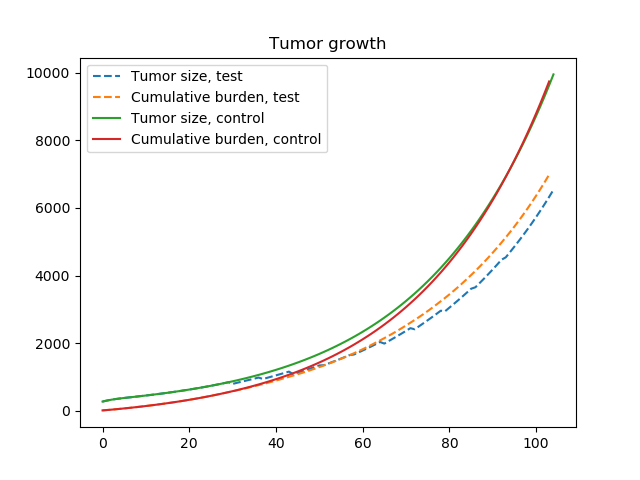 Tumor growth
10000
8000
6000
4000
2000
0
Tumor size, test
Cumulative burden, test
Tumor size, control
Cumulative burden, control
0 20 40 60 80 100